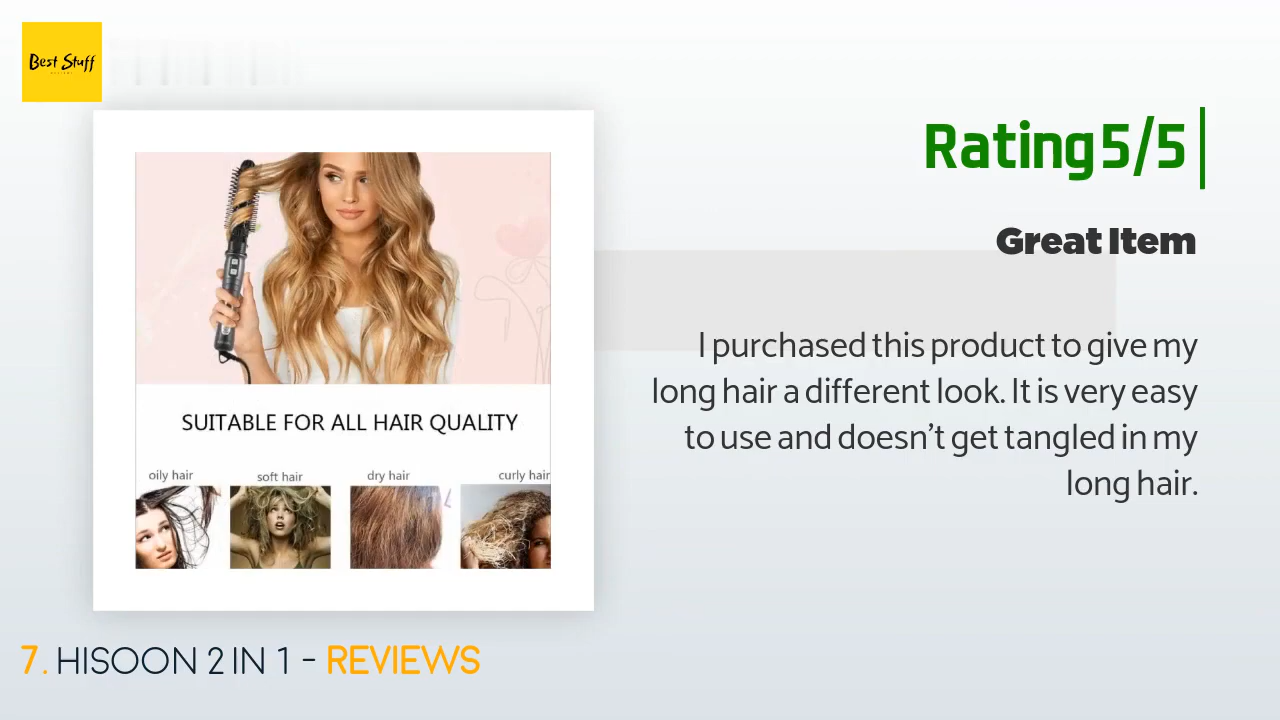 Best Stuff
Rating 5/5
Great Item
I purchased this product to give my
long hair a different look. It is very easy
to use and doesn't get tangled in my
long hair.
SUITABLE FOR ALL HAIR QUALITY
oily hair
soft hair
dry hair
curly hair
7. HISOON 2 IN 1 - REVIEWS